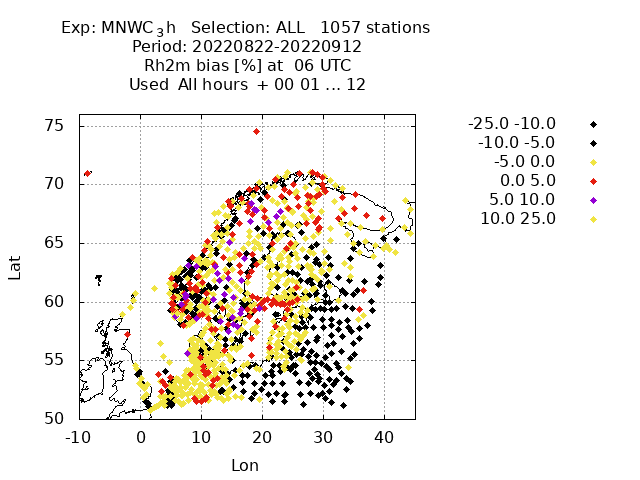 Exp: MNWC_3h Selection: ALL 1057 stations
Period: 20220822-20220912
Rh2m bias [%] at 06 UTC
Used All hours + 00 01 ... 12
-25.0 -10.0
-10.0 -5.0
-5.0 0.0
0.0 5.0
5.0 10.0
10.0 25.0
75
70
65
60
55
50
Lat
-10 0 10 20 30 40
Lon